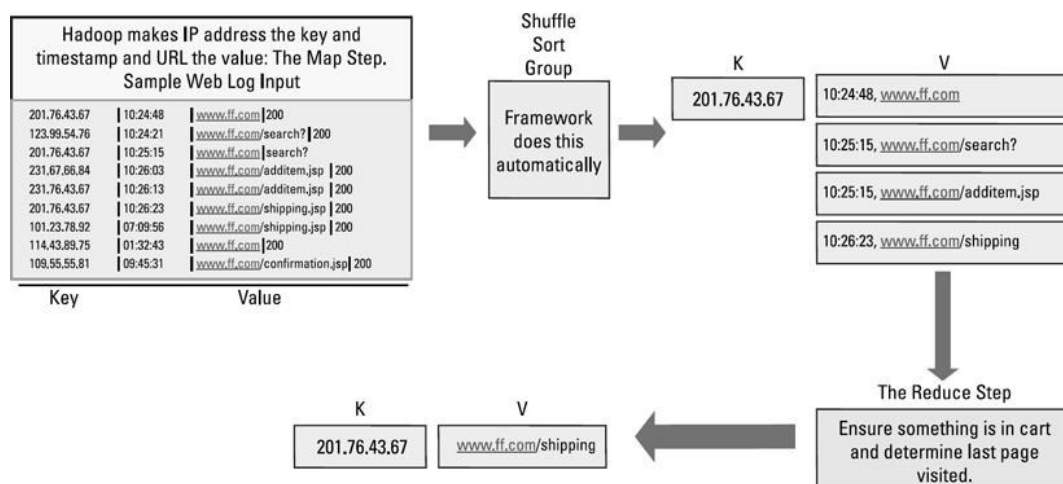 Hadoop makes IP address the key and
timestamp and URL the value: The Map Step.
Sample Web Log Input
201.76.43.67 | 10:24:48 | www.ff.com | 200
123.99.54.76 | 10:24:21 | www.ff.com/search? | 200
201.76.43.67 | 10:25:15 | www.ff.com | search?
231,67,66.84 | 10:26:03 | www.ff.com/additem.jsp | 200
231.76.43.67 | 10:26:13 | www.ff.com/additem.jsp | 200
201.76.43.67 | 10:26:23 | www.ff.com/shipping.jsp | 200
101.23.78.92 | 07:09:56 | www.ff.com/shipping.jsp | 200
114.43.89.75 | 01:32:43 | www.ff.com | 200
109,55,55,81 | 09:45:31 | www.ff.com/confirmation.jsp | 200
Key Value
Shuffle
Sort
Group
Framework
does this
automatically
K V
201.76.43.67
10:24:48, www.ff.com
10:25:15, www.ff.com/search?
10:25:15, www.ff.com/additem.jsp
10:26:23, www.ff.com/shipping
The Reduce Step
Ensure something is in cart
and determine last page
visited.
K V
201.76.43.67 www.ff.com/shipping